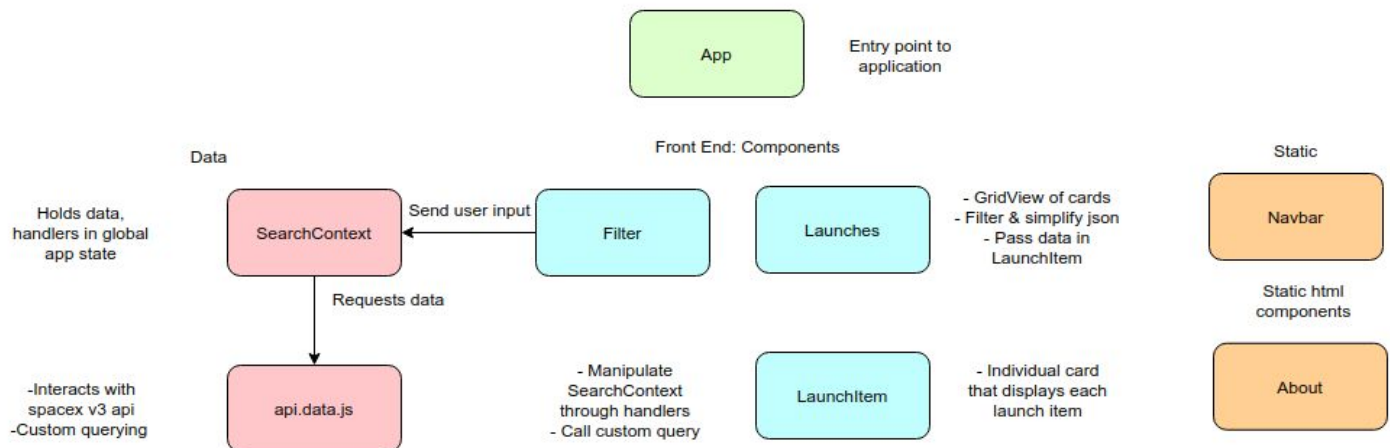 App
Entry point to
application
Data
Front End: Components
Static
Holds data,
handlers in global
app state
SearchContext
Send user input
Filter
Launches
- GridView of cards
- Filter & simplify json
- Pass data in
LaunchItem
Navbar
Requests data
Static html
components
-Interacts with
spacex v3 api
-Custom querying
api.data.js
- Manipulate
SearchContext
through handlers
- Call custom query
LaunchItem
- Individual card
that displays each
launch item
About